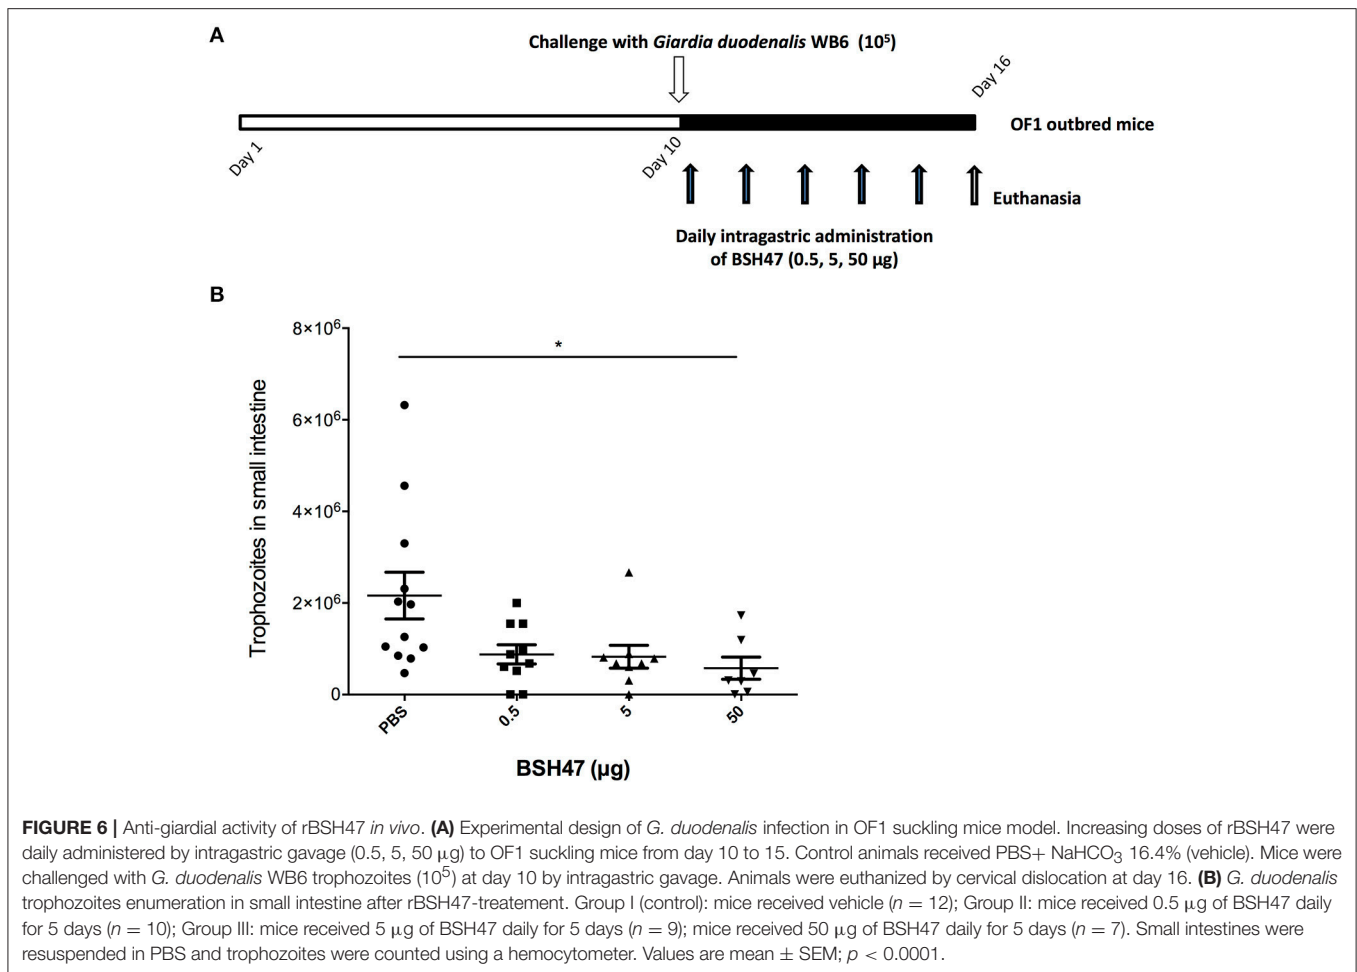 A
Challenge with Giardia duodenalis WB6 (10⁵)
Day 16
OF1 outbred mice
Day 1
Day 10
Euthanasia
Daily intragastric administration
of BSH47 (0.5, 5, 50 µg)
B
8×10⁶
*
6×10⁶
4×10⁶
2×10⁶
0
Trophozoites in small intestine
PBS
0.5
5
50
BSH47 (µg)
FIGURE 6 | Anti-giardial activity of rBSH47 in vivo. (A) Experimental design of G. duodenalis infection in OF1 suckling mice model. Increasing doses of rBSH47 were
daily administered by intragastric gavage (0.5, 5, 50 µg) to OF1 suckling mice from day 10 to 15. Control animals received PBS+ NaHCO₃ 16.4% (vehicle). Mice were
challenged with G. duodenalis WB6 trophozoites (10⁵) at day 10 by intragastric gavage. Animals were euthanized by cervical dislocation at day 16. (B) G. duodenalis
trophozoites enumeration in small intestine after rBSH47-treatement. Group I (control): mice received vehicle (n = 12); Group II: mice received 0.5 µg of BSH47 daily
for 5 days (n = 10); Group III: mice received 5 µg of BSH47 daily for 5 days (n = 9); mice received 50 µg of BSH47 daily for 5 days (n = 7). Small intestines were
resuspended in PBS and trophozoites were counted using a hemocytometer. Values are mean ± SEM; p < 0.0001.